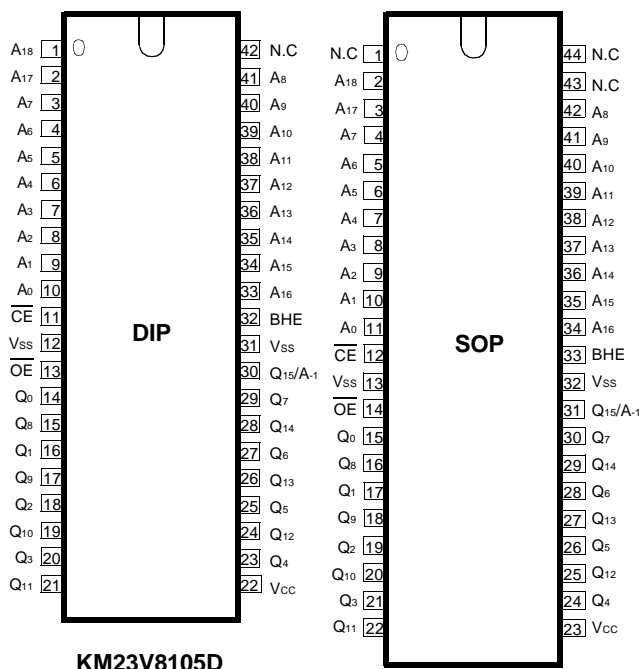 A18 1 42 N.C
A17 2 41 A8
A7 3 40 A9
A6 4 39 A10
A5 5 38 A11
A4 6 37 A12
A3 7 36 A13
A2 8 35 A14
A1 9 34 A15
A0 10 33 A16
CE 11 32 BHE
VSS 12 31 VSS
OE 13 30 Q15/A-1
Q0 14 29 Q7
Q8 15 28 Q14
Q1 16 27 Q6
Q9 17 26 Q13
Q2 18 25 Q5
Q10 19 24 Q12
Q3 20 23 Q4
Q11 21 22 VCC
DIP
KM23V8105D
N.C 1 44 N.C
A18 2 43 N.C
A17 3 42 A8
A7 4 41 A9
A6 5 40 A10
A5 6 39 A11
A4 7 38 A12
A3 8 37 A13
A2 9 36 A14
A1 10 35 A15
A0 11 34 A16
CE 12 33 BHE
VSS 13 32 VSS
OE 14 31 Q15/A-1
Q0 15 30 Q7
Q8 16 29 Q14
Q1 17 28 Q6
Q9 18 27 Q13
Q2 19 26 Q5
Q10 20 25 Q12
Q3 21 24 Q4
Q11 22 23 VCC
SOP